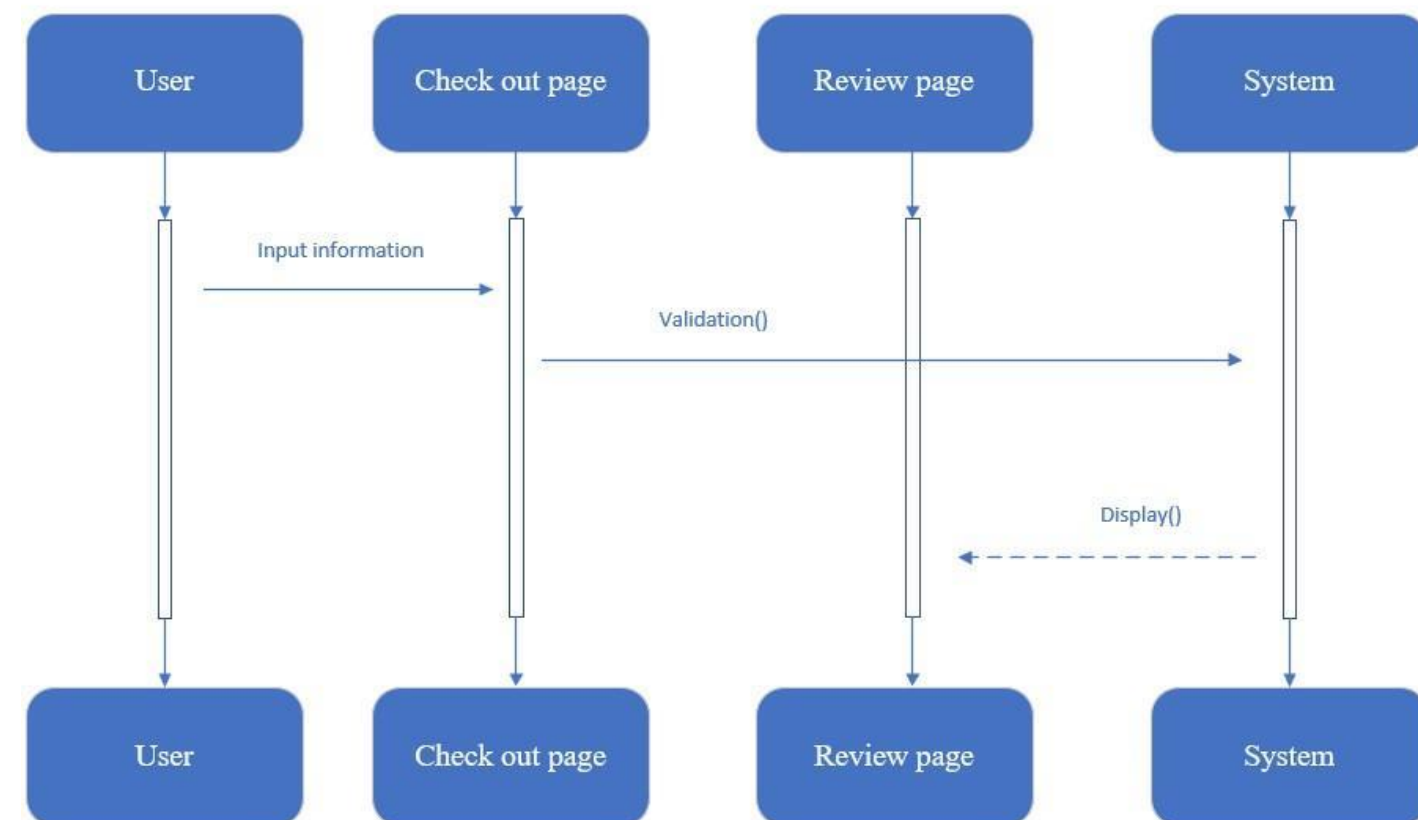 User
Check out page
Review page
System
Input information
Validation()
Display()
User
Check out page
Review page
System